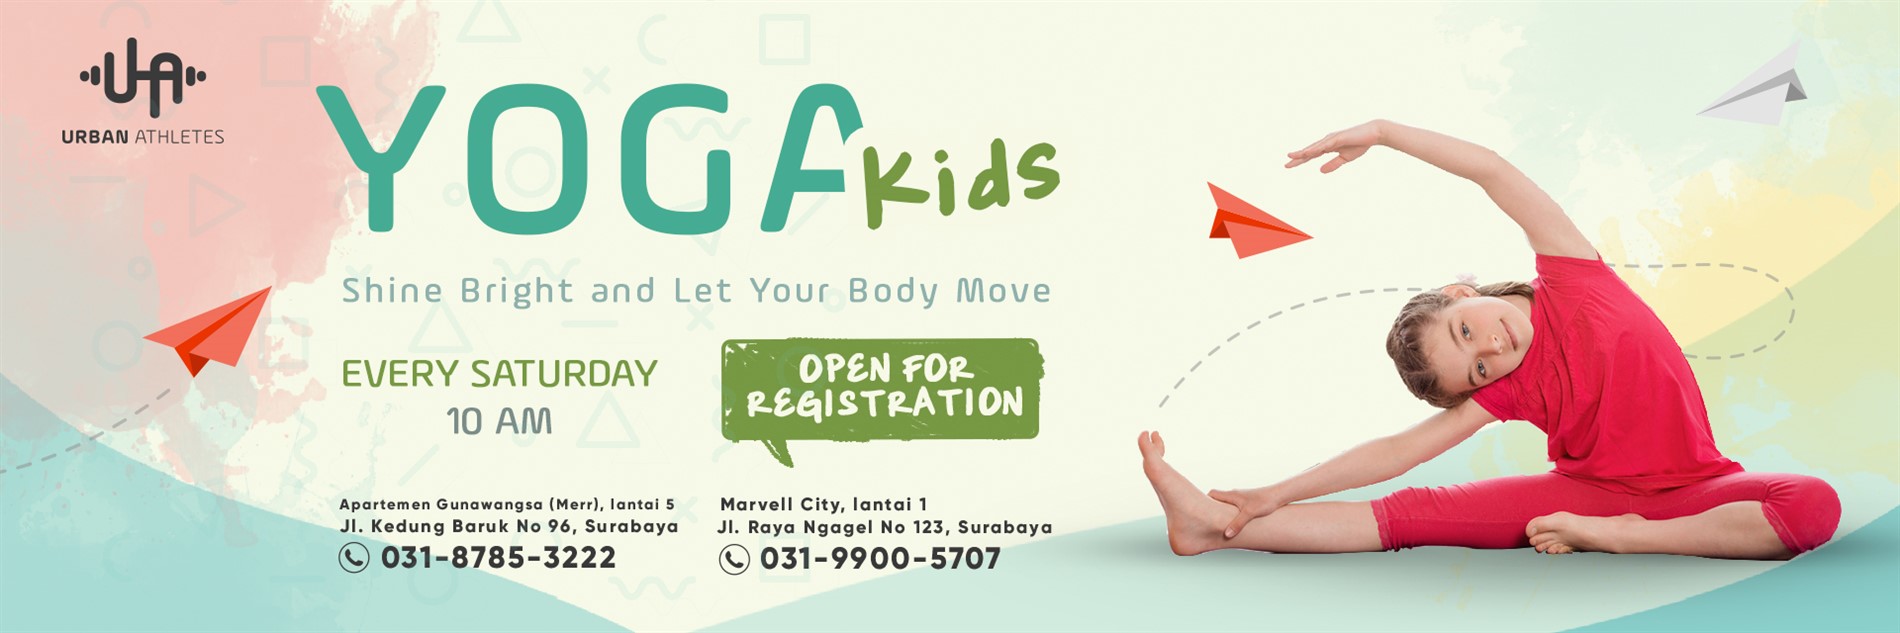 UA
URBAN ATHLETES
YOGA Kids
Shine Bright and Let Your Body Move
EVERY SATURDAY
10 AM
OPEN FOR
REGISTRATION
Apartemen Gunawangsa (Merr), lantai 5
Jl. Kedung Baruk No 96, Surabaya
031-8785-3222
Marvell City, lantai 1
Jl. Raya Ngagel No 123, Surabaya
031-9900-5707